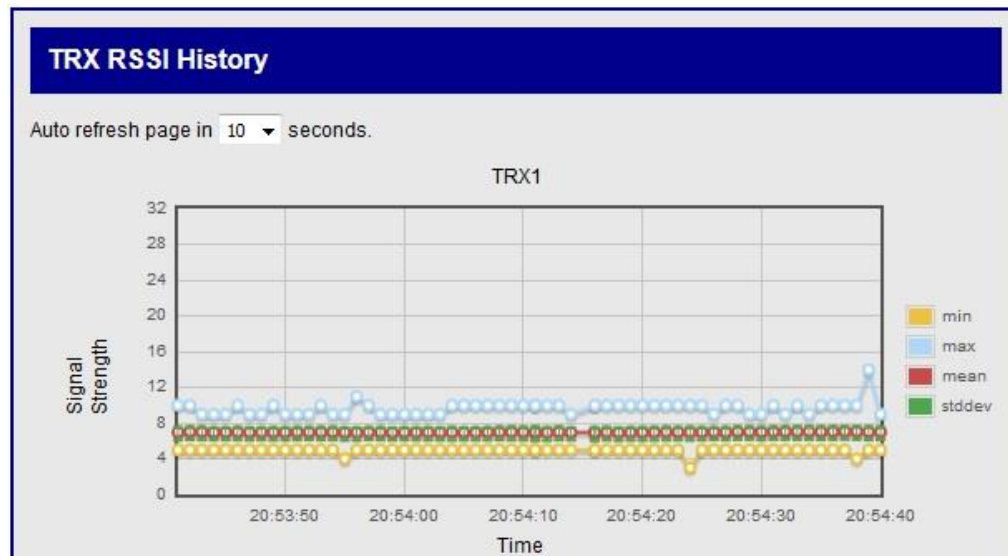 TRX RSSI History
Auto refresh page in 10 seconds.
TRX1
32
28
24
20
16
12
8
4
0
Signal
Strength
20:53:50 20:54:00 20:54:10 20:54:20 20:54:30 20:54:40
Time
min
max
mean
stddev